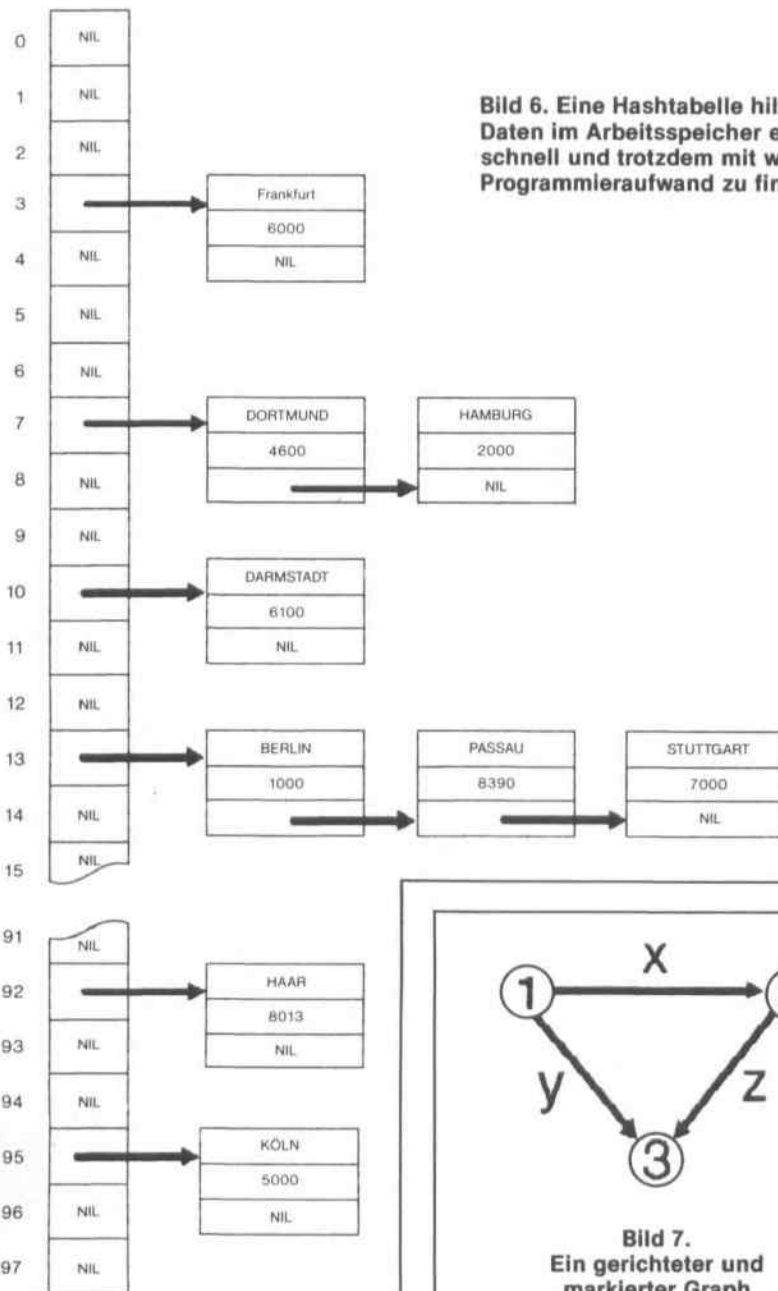 0 NIL
1 NIL
2 NIL
Bild 6. Eine Hashtabelle
Daten im Arbeitsspeicher
schnell und trotzdem mit
Programmieraufwand zu
3
Frankfurt
6000
NIL
4 NIL
5 NIL
6 NIL
7
DORTMUND HAMBURG
4600 2000
NIL
8 NIL
9 NIL
10
DARMSTADT
6100
NIL
11 NIL
12 NIL
13
BERLIN PASSAU STUTTGART
1000 8390 7000
NIL
14 NIL
15 NIL
91 NIL
92
HAAR
8013
NIL
93 NIL
94 NIL
95
KÖLN
5000
NIL
96 NIL
97 NIL
1 x
y z
3
Bild 7.
Ein gerichteter und
markierter Graph